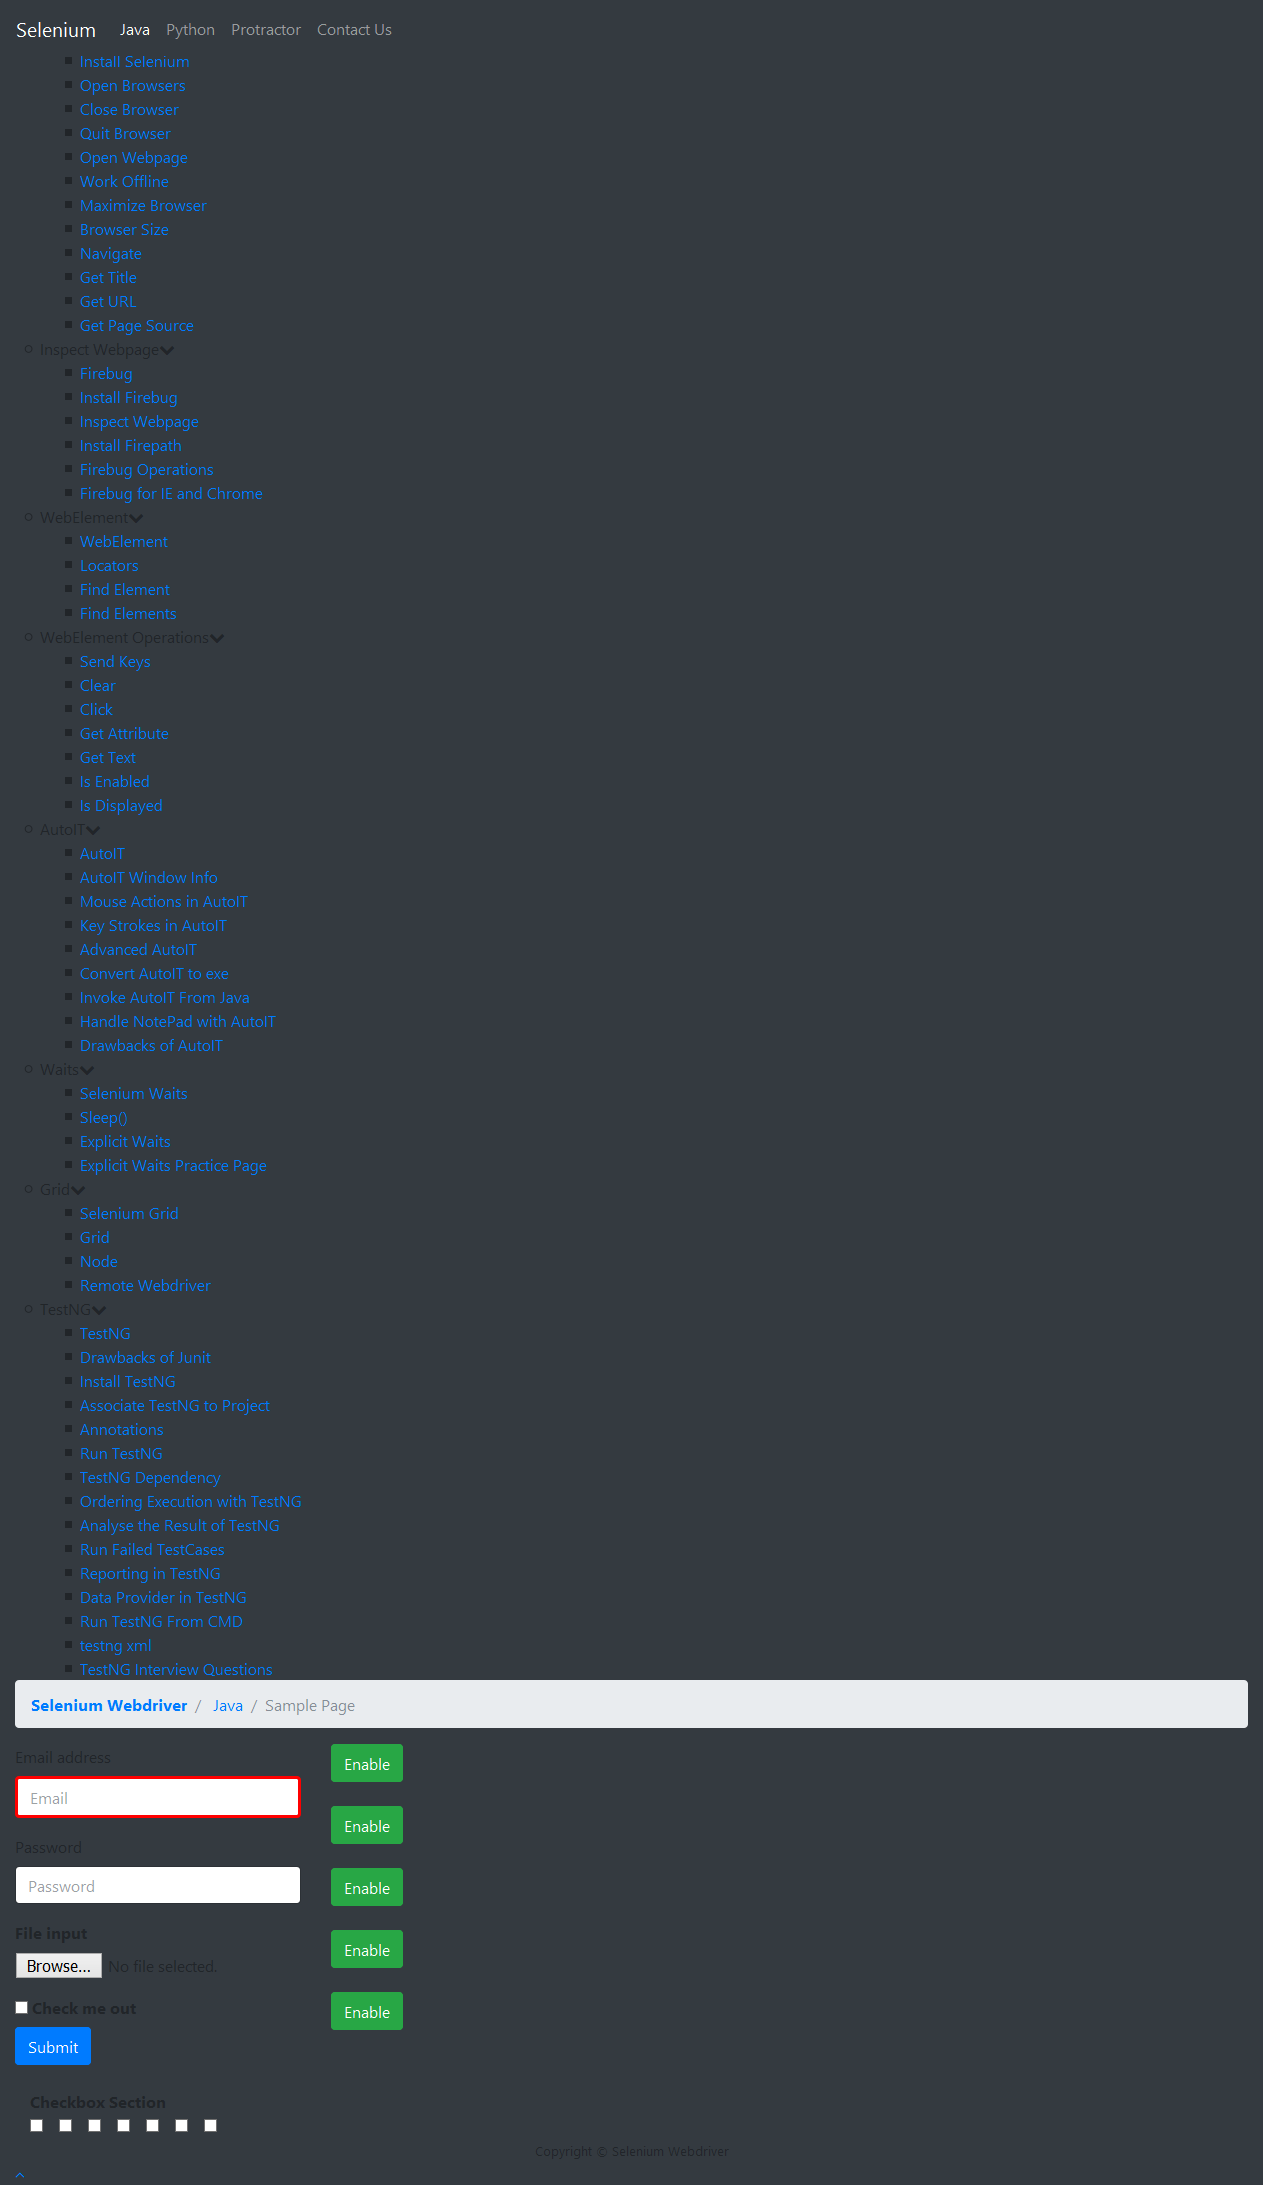 Selenium Java Python Protractor Contact Us
Install Selenium
Open Browsers
Close Browser
Quit Browser
Open Webpage
Work Offline
Maximize Browser
Browser Size
Navigate
Get Title
Get URL
Get Page Source
Inspect Webpage
Firebug
Install Firebug
Inspect Webpage
Install Firepath
Firebug Operations
Firebug for IE and Chrome
WebElement
WebElement
Locators
Find Element
Find Elements
WebElement Operations
Send Keys
Clear
Click
Get Attribute
Get Text
Is Enabled
Is Displayed
AutoIT
AutoIT
AutoIT Window Info
Mouse Actions in AutoIT
Key Strokes in AutoIT
Advanced AutoIT
Convert AutoIT to exe
Invoke AutoIT From Java
Handle NotePad with AutoIT
Drawbacks of AutoIT
Waits
Selenium Waits
Sleep()
Explicit Waits
Explicit Waits Practice Page
Grid
Selenium Grid
Grid
Node
Remote Webdriver
TestNG
TestNG
Drawbacks of Junit
Install TestNG
Associate TestNG to Project
Annotations
Run TestNG
TestNG Dependency
Ordering Execution with TestNG
Analyse the Result of TestNG
Run Failed TestCases
Reporting in TestNG
Data Provider in TestNG
Run TestNG From CMD
testng xml
TestNG Interview Questions
Selenium Webdriver / Java / Sample Page
Email address
Email
Password
Password
File input
Browse... No file selected.
Check me out
Submit
Enable
Enable
Enable
Enable
Enable
Checkbox Section
Copyright © Selenium Webdriver